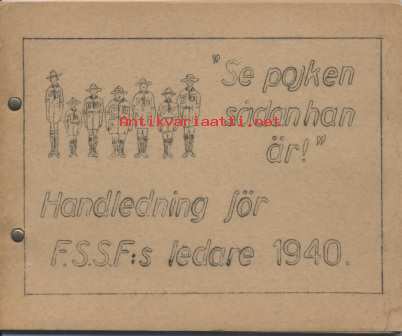 "Se pojken
sådan han
är!"
Antikvariaatti.net
Handledning för
F.S.S.F:s ledare 1940.